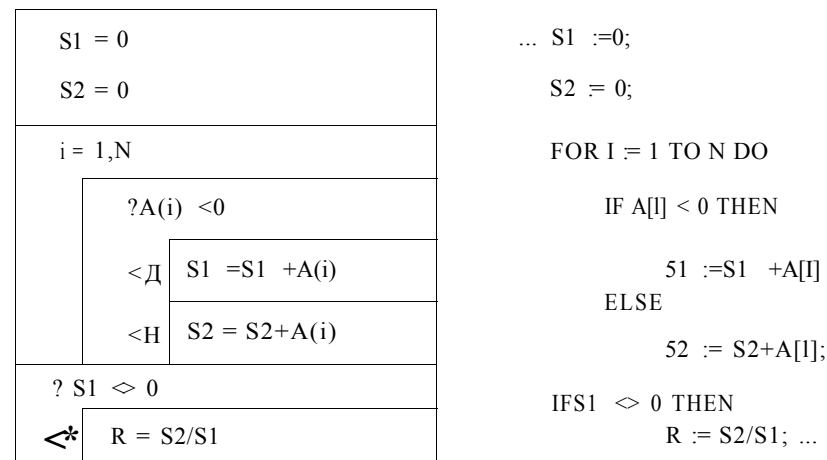 S1 = 0
S2 = 0
i = 1,N
?A(i) <0
<Д S1 =S1 +A(i)
<Н S2 = S2+A(i)
? S1 <> 0
<* R = S2/S1
... S1 :=0;
S2 := 0;
FOR I := 1 TO N DO
IF A[l] < 0 THEN
51 :=S1 +A[I]
ELSE
52 := S2+A[1];
IFS1 <> 0 THEN
R := S2/S1; ...